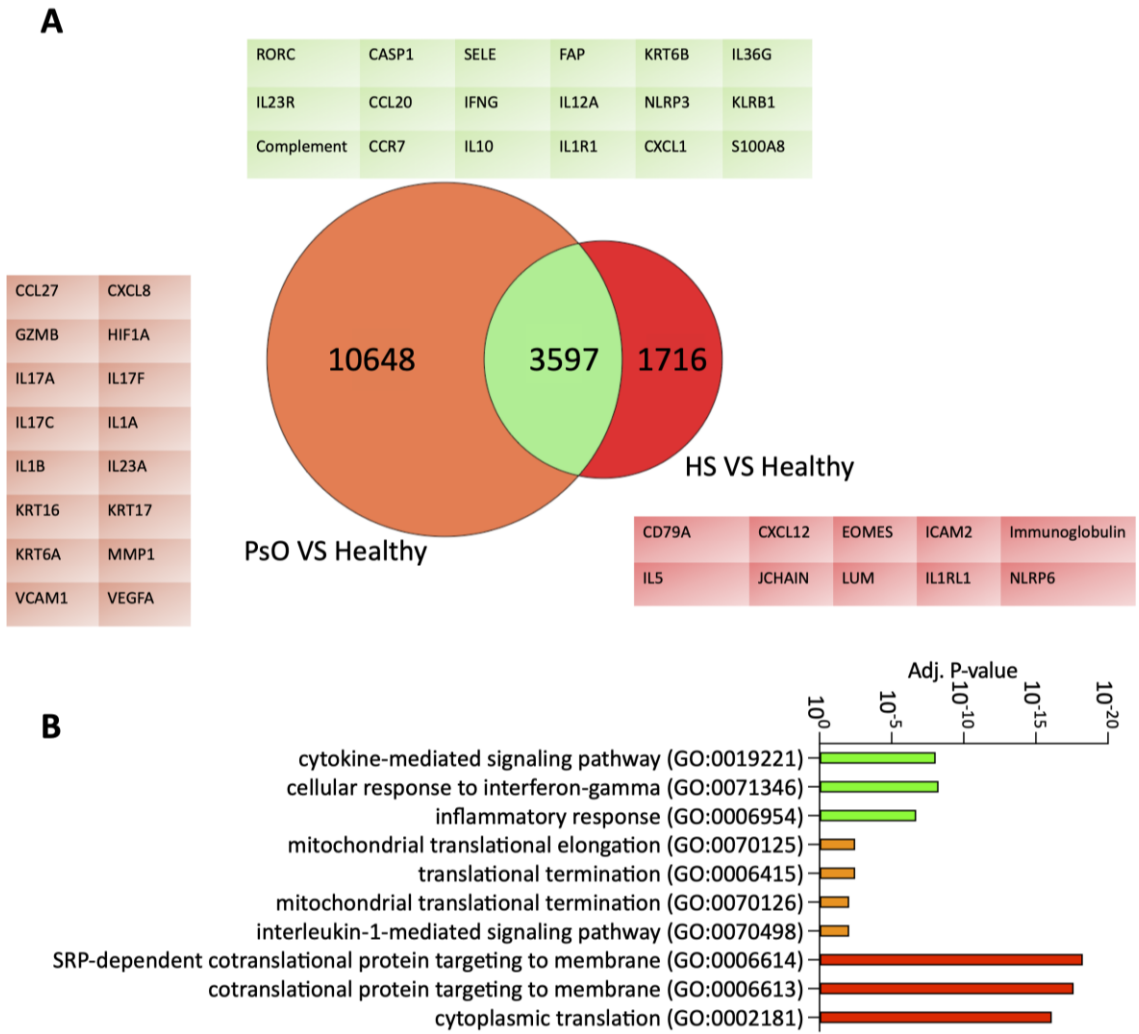 A
RORC CASP1 SELE FAP KRT6B IL36G
IL23R CCL20 IFNG IL12A NLRP3 KLRB1
Complement CCR7 IL10 IL1R1 CXCL1 S100A8
CCL27 CXCL8
GZMB HIF1A
IL17A IL17F
IL17C IL1A
IL1B IL23A
KRT16 KRT17
KRT6A MMP1
VCAM1 VEGFA
10648 3597 1716
HS VS Healthy
PsO VS Healthy
CD79A CXCL12 EOMES ICAM2 Immunoglobulin
IL5 JCHAIN LUM IL1RL1 NLRP6
B
Adj. P-value
10⁰ 10⁻⁵ 10⁻¹⁰ 10⁻¹⁵ 10⁻²⁰
cytokine-mediated signaling pathway (GO:0019221)
cellular response to interferon-gamma (GO:0071346)
inflammatory response (GO:0006954)
mitochondrial translational elongation (GO:0070125)
translational termination (GO:0006415)
mitochondrial translational termination (GO:0070126)
interleukin-1-mediated signaling pathway (GO:0070498)
SRP-dependent cotranslational protein targeting to membrane (GO:0006614)
cotranslational protein targeting to membrane (GO:0006613)
cytoplasmic translation (GO:0002181)